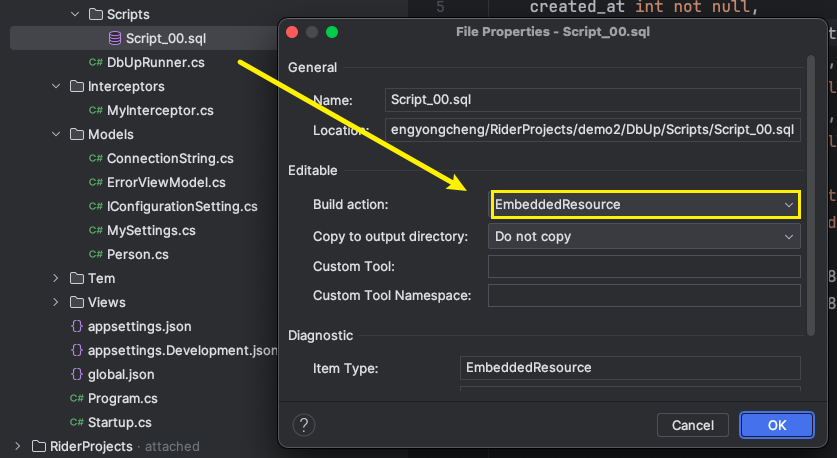 Scripts
Script_00.sql
C# DbUpRunner.cs
Interceptors
C# MyInterceptor.cs
Models
C# ConnectionString.cs
C# ErrorViewModel.cs
C# IConfigurationSetting.cs
C# MySettings.cs
C# Person.cs
Tem
Views
{} appsettings.json
{} appsettings.Development.json
{} global.json
C# Program.cs
C# Startup.cs
RiderProjects · attached
5 created_at int not null,
File Properties - Script_00.sql
General
Name: Script_00.sql
Location: engyongcheng/RiderProjects/demo2/DbUp/Scripts/Script_00.sql
Editable
Build action: EmbeddedResource
Copy to output directory: Do not copy
Custom Tool:
Custom Tool Namespace:
Diagnostic
Item Type: EmbeddedResource
? Cancel OK